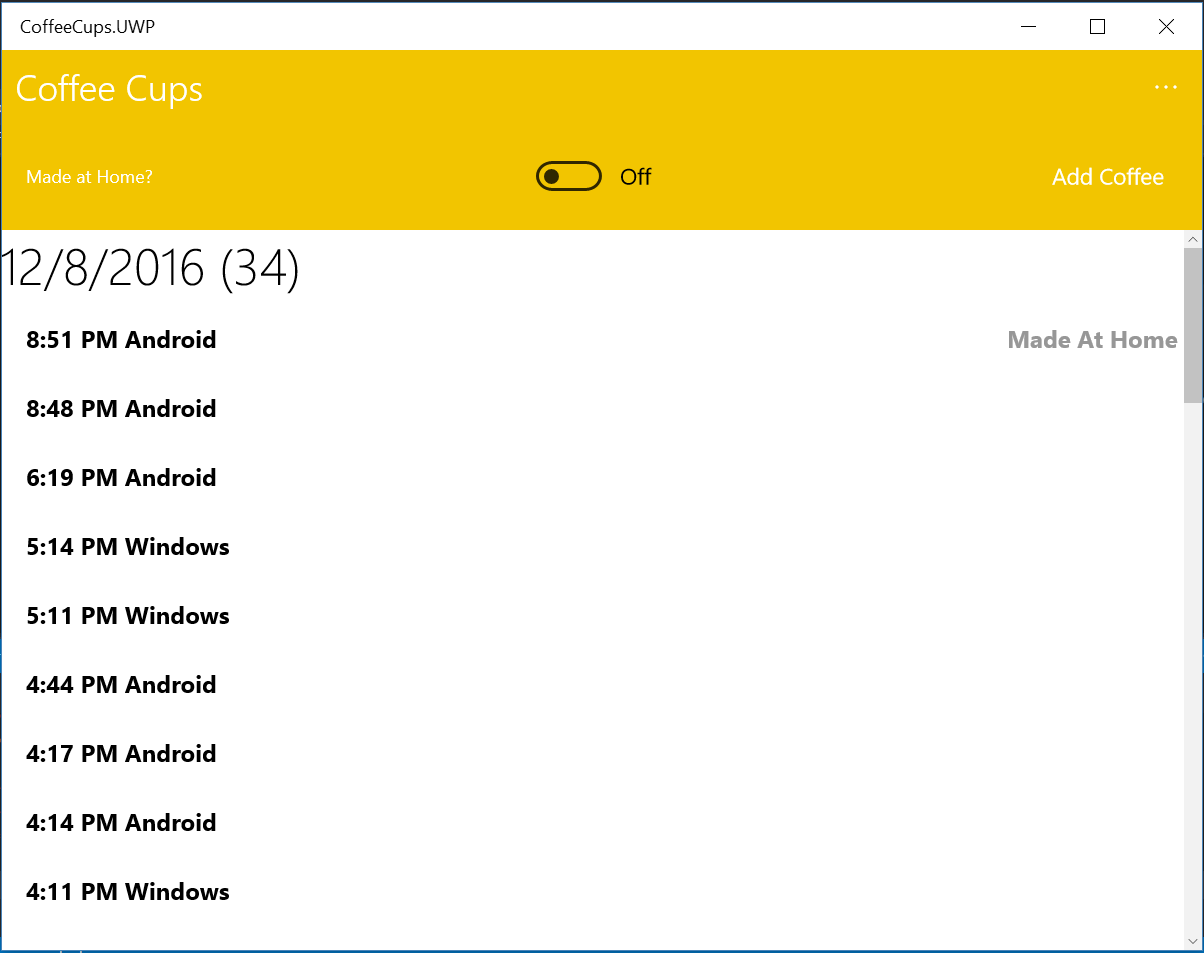 CoffeeCups.UWP
Coffee Cups
...
Made at Home? Off Add Coffee
12/8/2016 (34)
8:51 PM Android Made At Home
8:48 PM Android
6:19 PM Android
5:14 PM Windows
5:11 PM Windows
4:44 PM Android
4:17 PM Android
4:14 PM Android
4:11 PM Windows